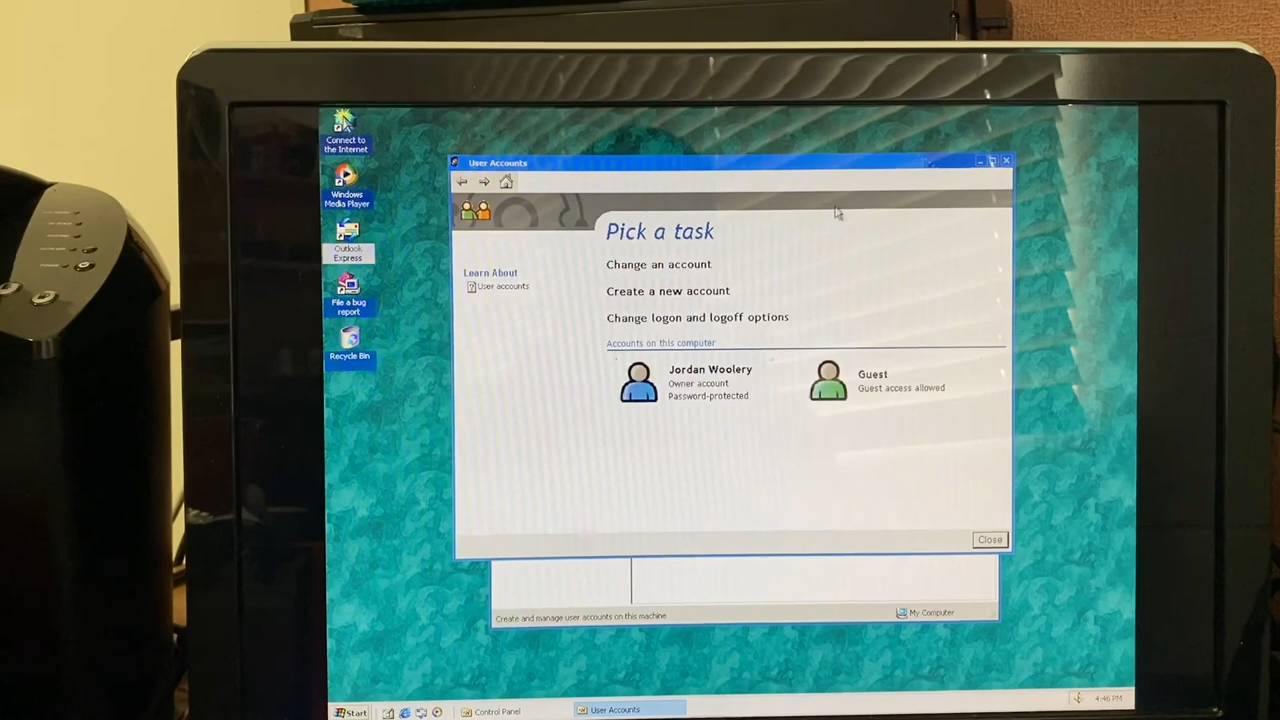 Connect to
the Internet
Windows
Media Player
Outlook
Express
File a bug
report
Recycle Bin
User Accounts
Pick a task
Learn About
User accounts
Change an account
Create a new account
Change logon and logoff options
Accounts on this computer
Jordan Woolery
Owner account
Password-protected
Guest
Guest access allowed
Close
Create and manage user accounts on this machine
My Computer
Start
Control Panel
User Accounts
4:46 PM